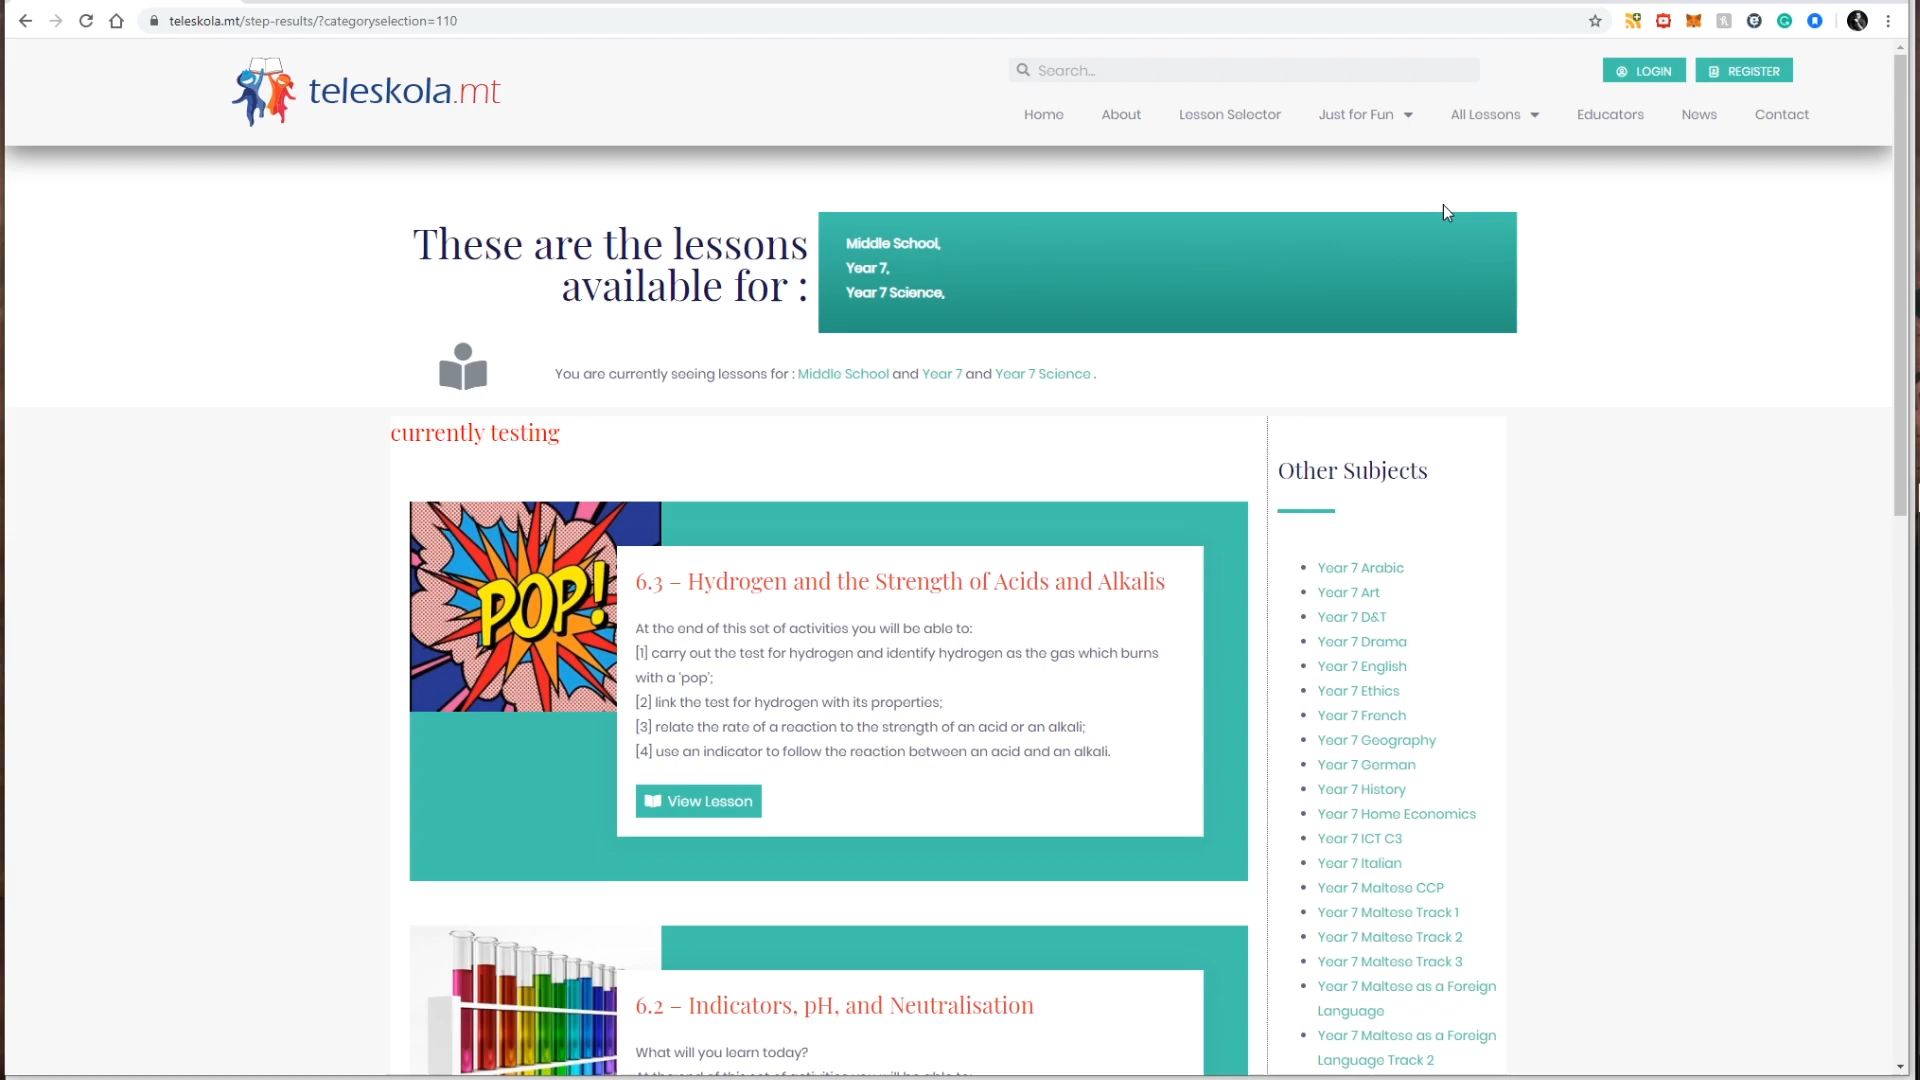 teleskola.mt/step-results/?categoryselection=110
teleskola.mt
Search...
LOGIN
REGISTER
Home
About
Lesson Selector
Just for Fun
All Lessons
Educators
News
Contact
These are the lessons
available for :
Middle School,
Year 7,
Year 7 Science,
You are currently seeing lessons for : Middle School and Year 7 and Year 7 Science .
currently testing
POP!
6.3 – Hydrogen and the Strength of Acids and Alkalis
At the end of this set of activities you will be able to:
[1] carry out the test for hydrogen and identify hydrogen as the gas which burns
with a ‘pop’;
[2] link the test for hydrogen with its properties;
[3] relate the rate of a reaction to the strength of an acid or an alkali;
[4] use an indicator to follow the reaction between an acid and an alkali.
View Lesson
6.2 – Indicators, pH, and Neutralisation
What will you learn today?
Other Subjects
Year 7 Arabic
Year 7 Art
Year 7 D&T
Year 7 Drama
Year 7 English
Year 7 Ethics
Year 7 French
Year 7 Geography
Year 7 German
Year 7 History
Year 7 Home Economics
Year 7 ICT C3
Year 7 Italian
Year 7 Maltese CCP
Year 7 Maltese Track 1
Year 7 Maltese Track 2
Year 7 Maltese Track 3
Year 7 Maltese as a Foreign
Language
Year 7 Maltese as a Foreign
Language Track 2